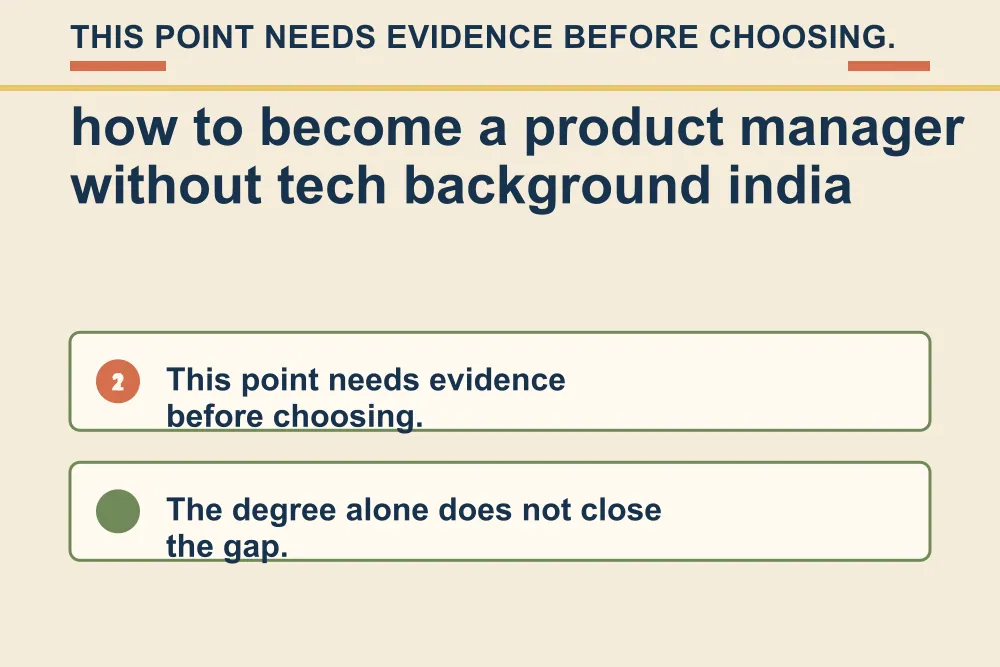 THIS POINT NEEDS EVIDENCE BEFORE CHOOSING.
how to become a product manager
without tech background india
2
This point needs evidence
before choosing.
The degree alone does not close
the gap.